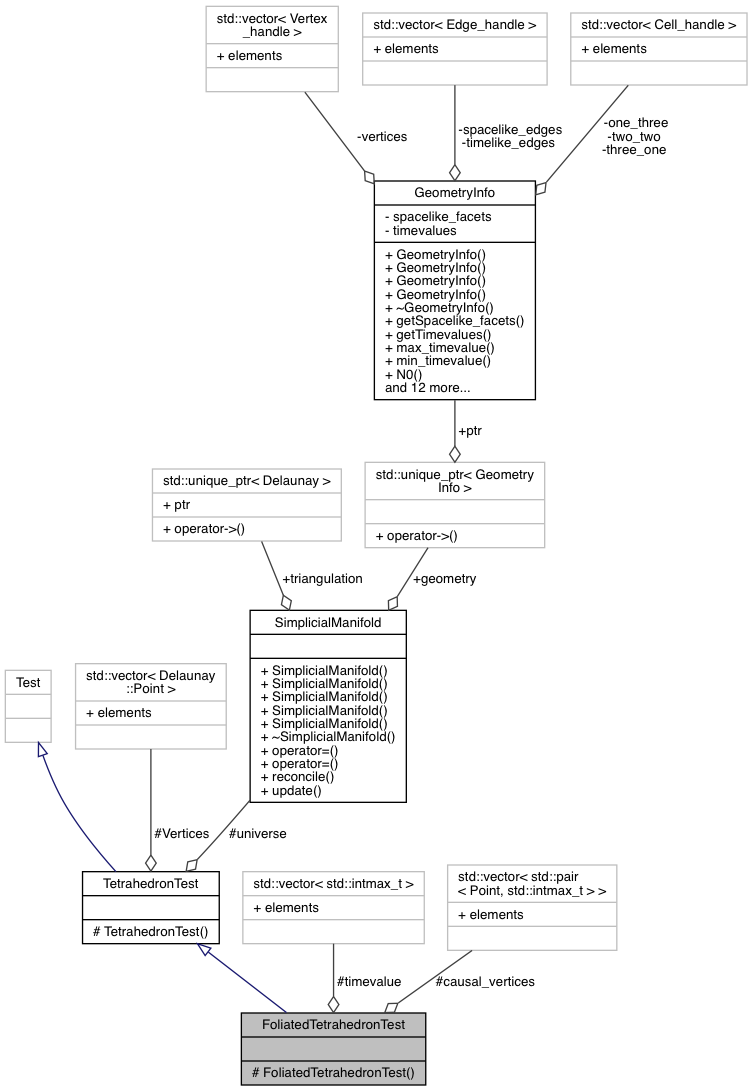 std::vector< Vertex
_handle >
+ elements
std::vector< Edge_handle >
+ elements
std::vector< Cell_handle >
+ elements
-vertices
-spacelike_edges
-timelike_edges
-one_three
-two_two
-three_one
GeometryInfo
- spacelike_facets
- timevalues
+ GeometryInfo()
+ GeometryInfo()
+ GeometryInfo()
+ GeometryInfo()
+ ~GeometryInfo()
+ getSpacelike_facets()
+ getTimevalues()
+ max_timevalue()
+ min_timevalue()
+ N0()
and 12 more...
+ptr
std::unique_ptr< Delaunay >
+ ptr
+ operator->()
std::unique_ptr< Geometry
Info >
+ operator->()
+triangulation
+geometry
SimplicialManifold
+ SimplicialManifold()
+ SimplicialManifold()
+ SimplicialManifold()
+ SimplicialManifold()
+ SimplicialManifold()
+ ~SimplicialManifold()
+ operator=()
+ operator=()
+ reconcile()
+ update()
Test
std::vector< Delaunay
::Point >
+ elements
#Vertices
#universe
TetrahedronTest
# TetrahedronTest()
std::vector< std::intmax_t >
+ elements
std::vector< std::pair
< Point, std::intmax_t > >
+ elements
#timevalue
#causal_vertices
FoliatedTetrahedronTest
# FoliatedTetrahedronTest()